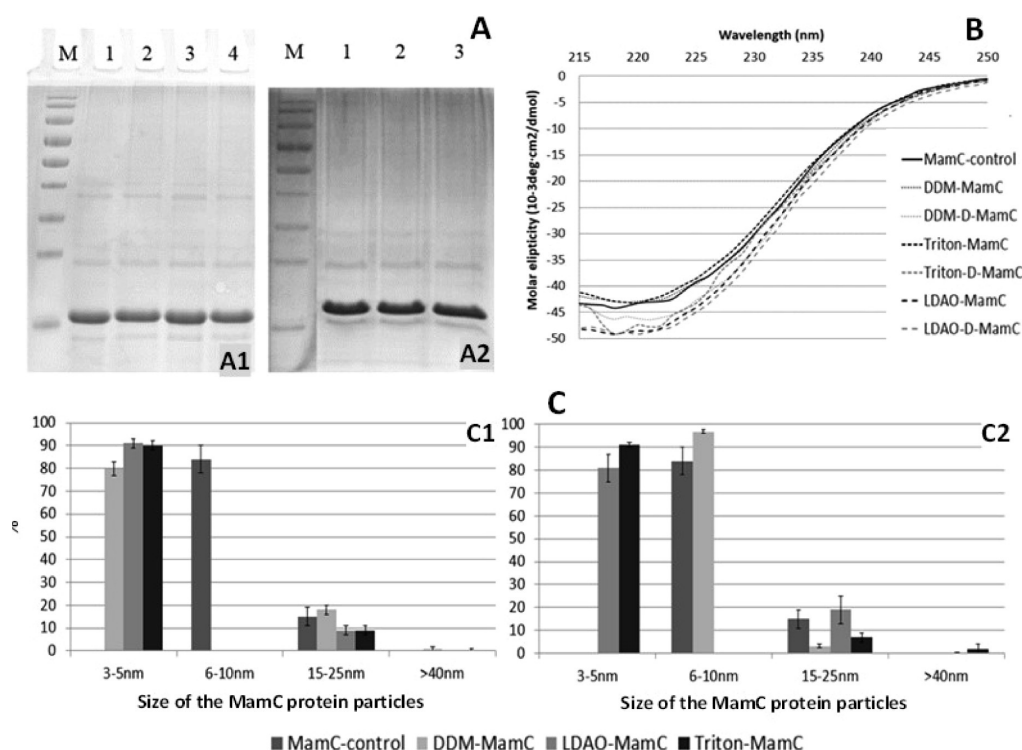 A
M 1 2 3 4
M 1 2 3
A1
A2
B
Wavelength (nm)
215 220 225 230 235 240 245 250
0
-5
-10
-15
-20
-25
-30
-35
-40
-45
-50
Molar elipticity (10-3deg·cm2/dmol)
MamC-control
DDM-MamC
DDM-D-MamC
Triton-MamC
Triton-D-MamC
LDAO-MamC
LDAO-D-MamC
C
C1
100
90
80
70
60
50
40
30
20
10
0
%
3-5nm 6-10nm 15-25nm >40nm
Size of the MamC protein particles
C2
100
90
80
70
60
50
40
30
20
10
0
3-5nm 6-10nm 15-25nm >40nm
Size of the MamC protein particles
MamC-control DDM-MamC LDAO-MamC Triton-MamC